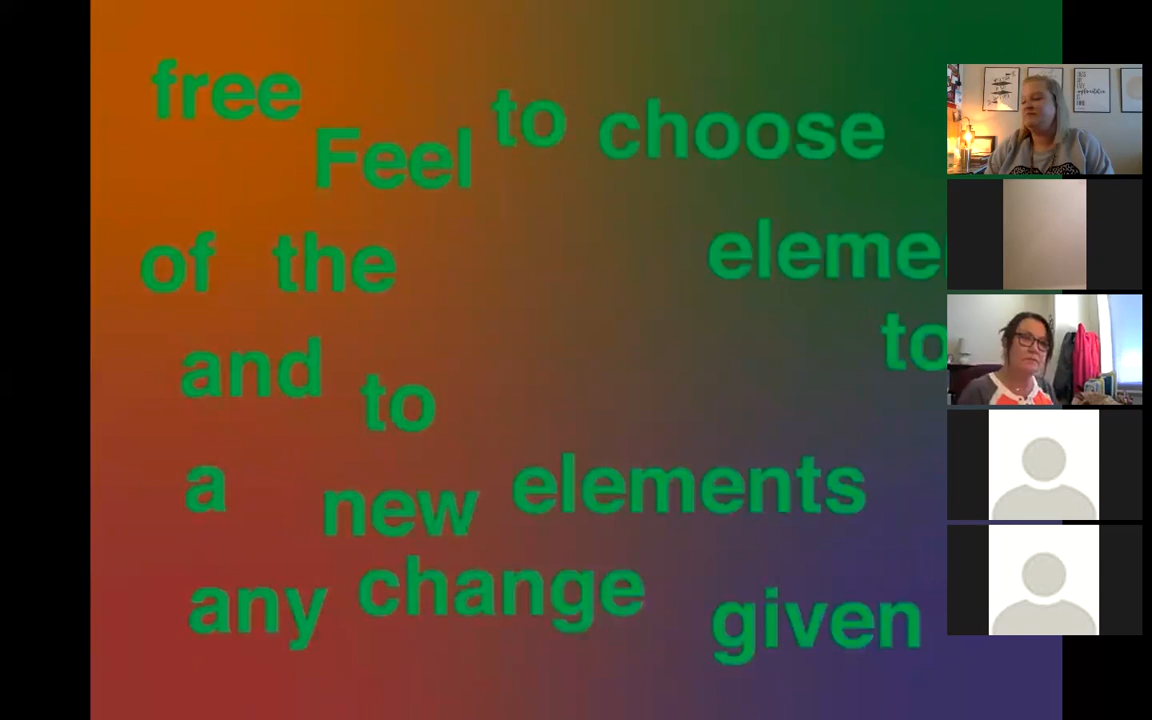 free Feel to choose
of the eleme
and to to
a new elements
any change given